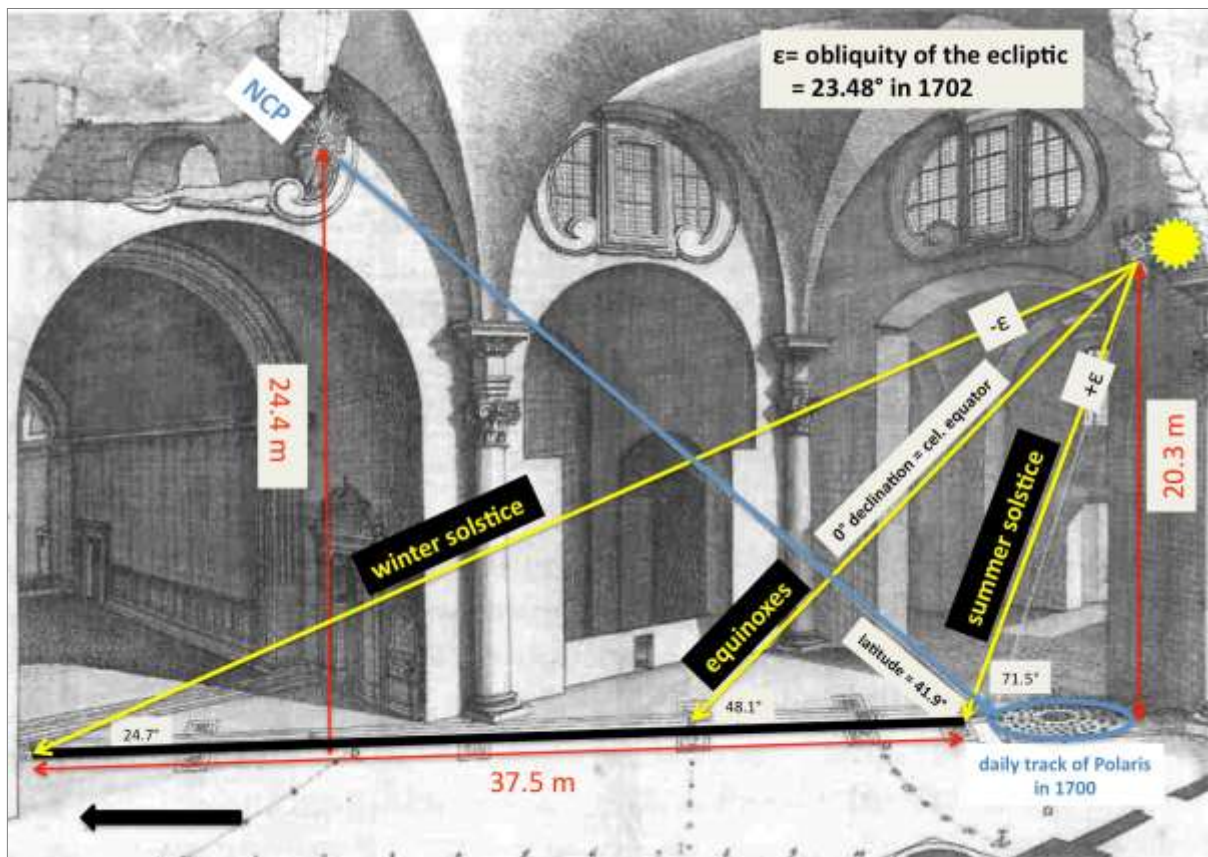 ε= obliquity of the ecliptic
= 23.48° in 1702
NCP
-ε
+ε
24.4 m
20.3 m
0° declination = cel. equator
winter solstice
equinoxes
summer solstice
latitude = 41.9°
71.5°
48.1°
24.7°
37.5 m
daily track of Polaris
in 1700